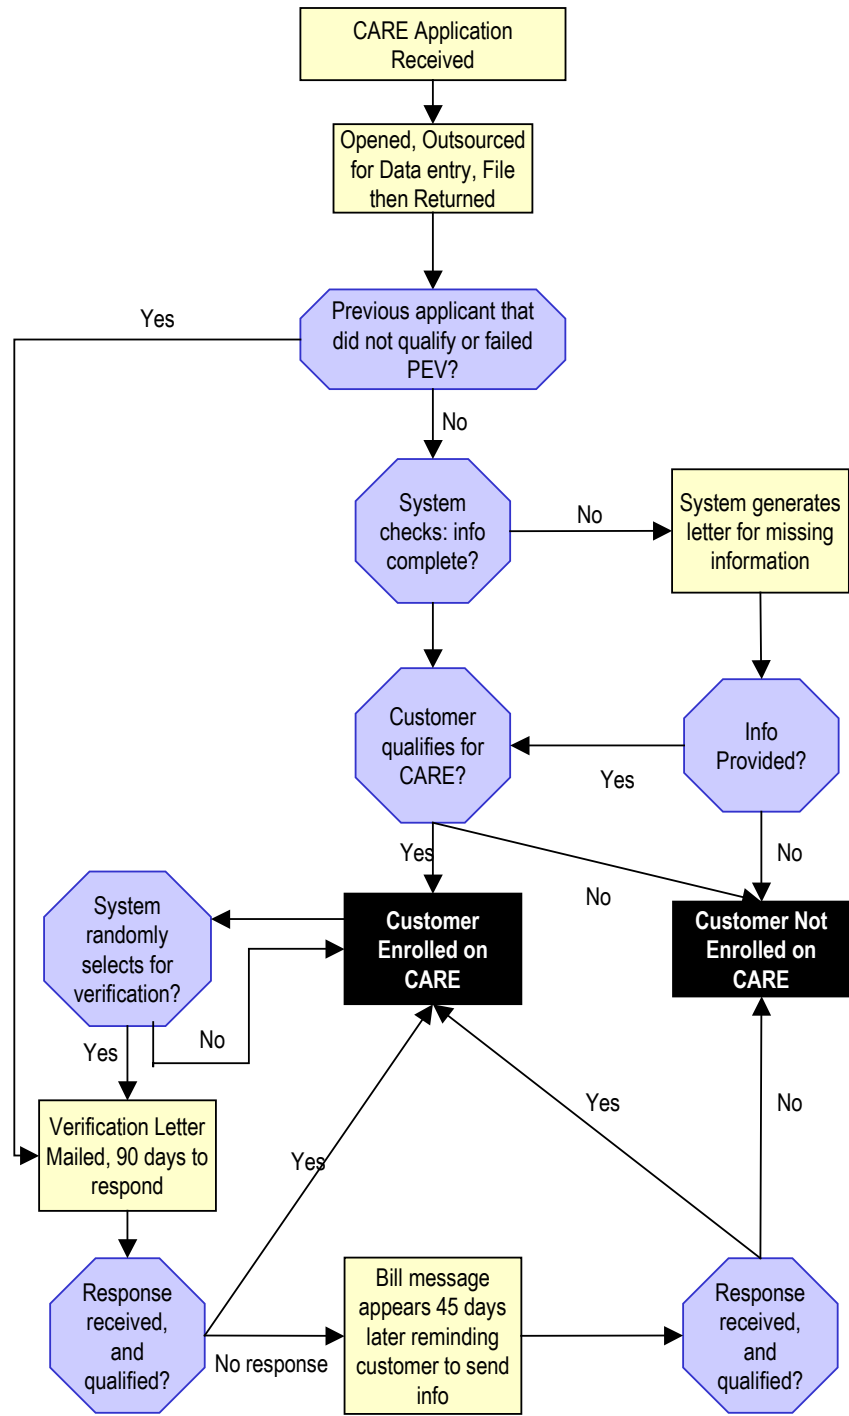 CARE Application
Received
Opened, Outsourced
for Data entry, File
then Returned
Previous applicant that
did not qualify or failed
PEV?
Yes
No
System
checks: info
complete?
No
System generates
letter for missing
information
Customer
qualifies for
CARE?
Info
Provided?
Yes
Yes
No
No
System
randomly
selects for
verification?
Customer
Enrolled on
CARE
Customer Not
Enrolled on
CARE
Yes
No
Verification Letter
Mailed, 90 days to
respond
Yes
Yes
No
Response
received,
and
qualified?
No response
Bill message
appears 45 days
later reminding
customer to send
info
Response
received,
and
qualified?